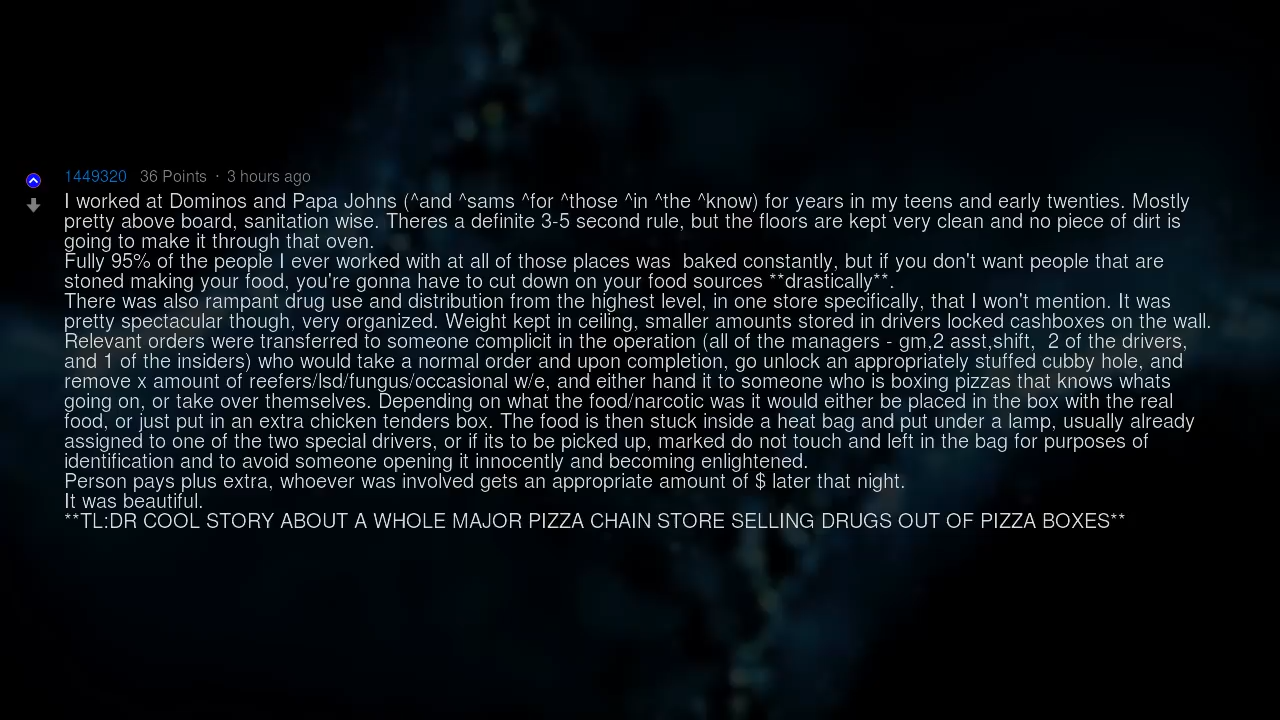 1449320 36 Points · 3 hours ago
I worked at Dominos and Papa Johns (^and ^sams ^for ^those ^in ^the ^know) for years in my teens and early twenties. Mostly
pretty above board, sanitation wise. Theres a definite 3-5 second rule, but the floors are kept very clean and no piece of dirt is
going to make it through that oven.
Fully 95% of the people I ever worked with at all of those places was  baked constantly, but if you don't want people that are
stoned making your food, you're gonna have to cut down on your food sources **drastically**.
There was also rampant drug use and distribution from the highest level, in one store specifically, that I won't mention. It was
pretty spectacular though, very organized. Weight kept in ceiling, smaller amounts stored in drivers locked cashboxes on the wall.
Relevant orders were transferred to someone complicit in the operation (all of the managers - gm,2 asst,shift,  2 of the drivers,
and 1 of the insiders) who would take a normal order and upon completion, go unlock an appropriately stuffed cubby hole, and
remove x amount of reefers/lsd/fungus/occasional w/e, and either hand it to someone who is boxing pizzas that knows whats
going on, or take over themselves. Depending on what the food/narcotic was it would either be placed in the box with the real
food, or just put in an extra chicken tenders box. The food is then stuck inside a heat bag and put under a lamp, usually already
assigned to one of the two special drivers, or if its to be picked up, marked do not touch and left in the bag for purposes of
identification and to avoid someone opening it innocently and becoming enlightened.
Person pays plus extra, whoever was involved gets an appropriate amount of $ later that night.
It was beautiful.
**TL:DR COOL STORY ABOUT A WHOLE MAJOR PIZZA CHAIN STORE SELLING DRUGS OUT OF PIZZA BOXES**